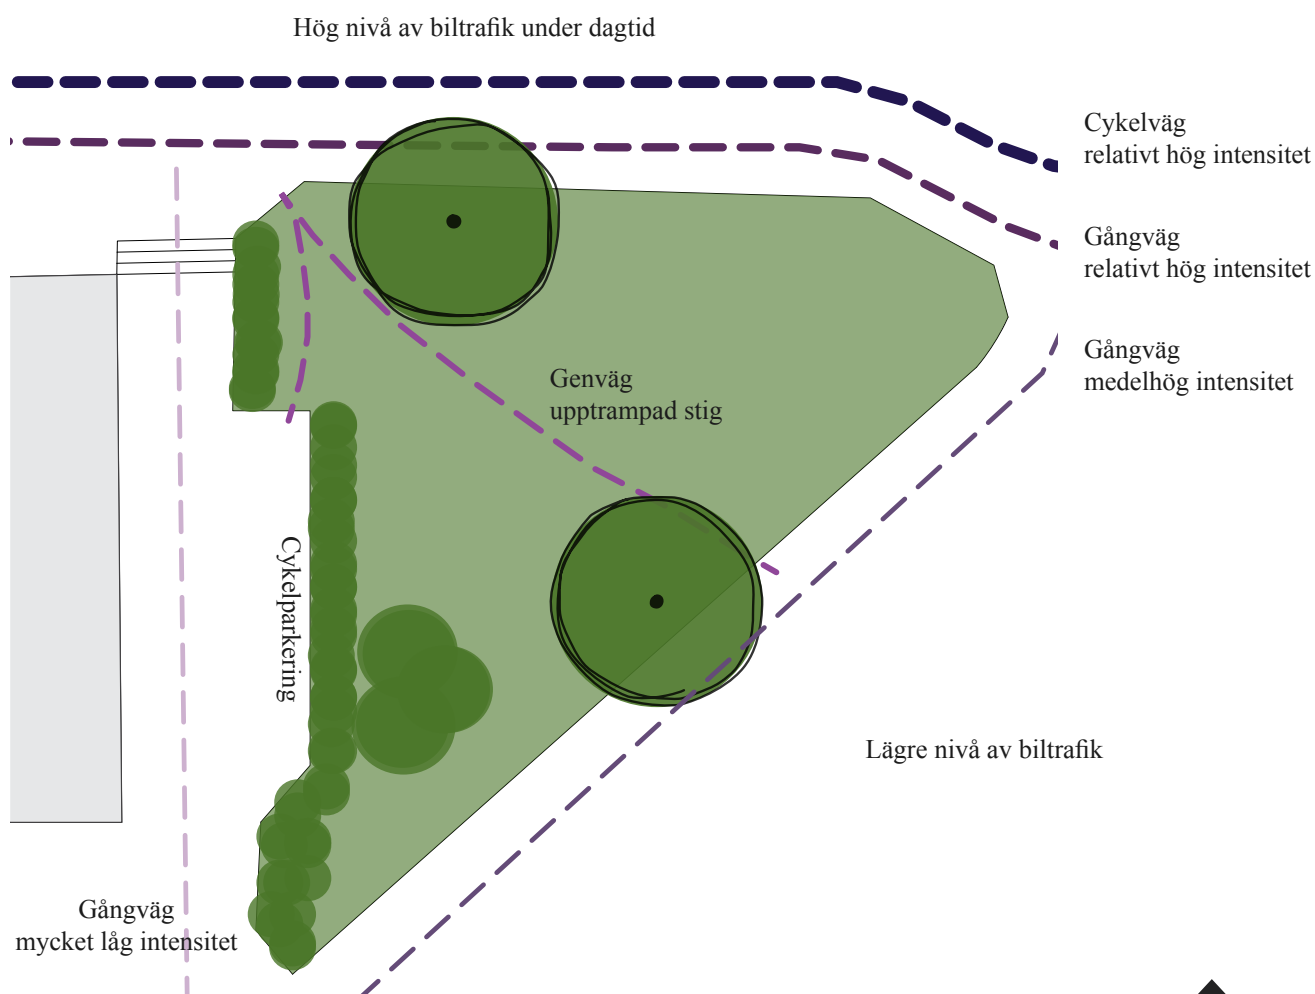 Hög nivå av biltrafik under dagtid
Cykelväg
relativt hög intensitet
Gångväg
relativt hög intensitet
Gångväg
medelhög intensitet
Genväg
upptrampad stig
Cykelparkering
Lägre nivå av biltrafik
Gångväg
mycket låg intensitet